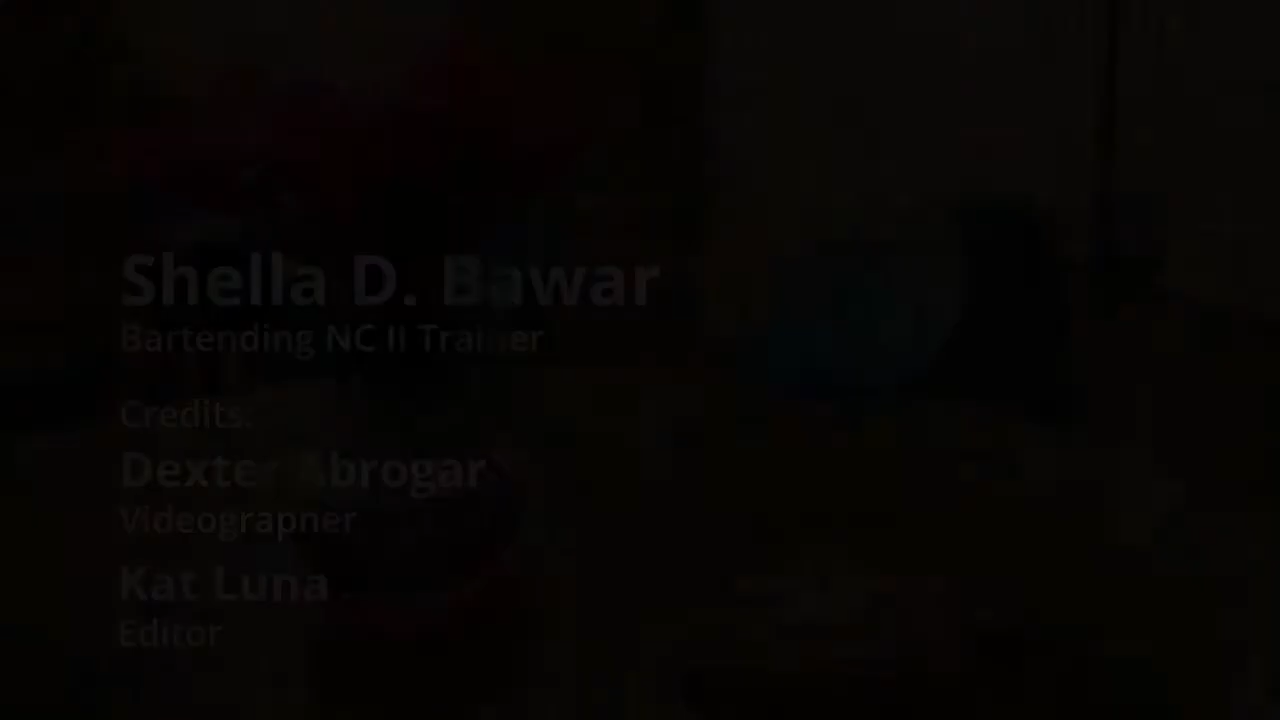 Shella D. Bawar
Bartending NC II Trainer
Credits:
Dexter Abrogar
Videographer
Kat Luna
Editor